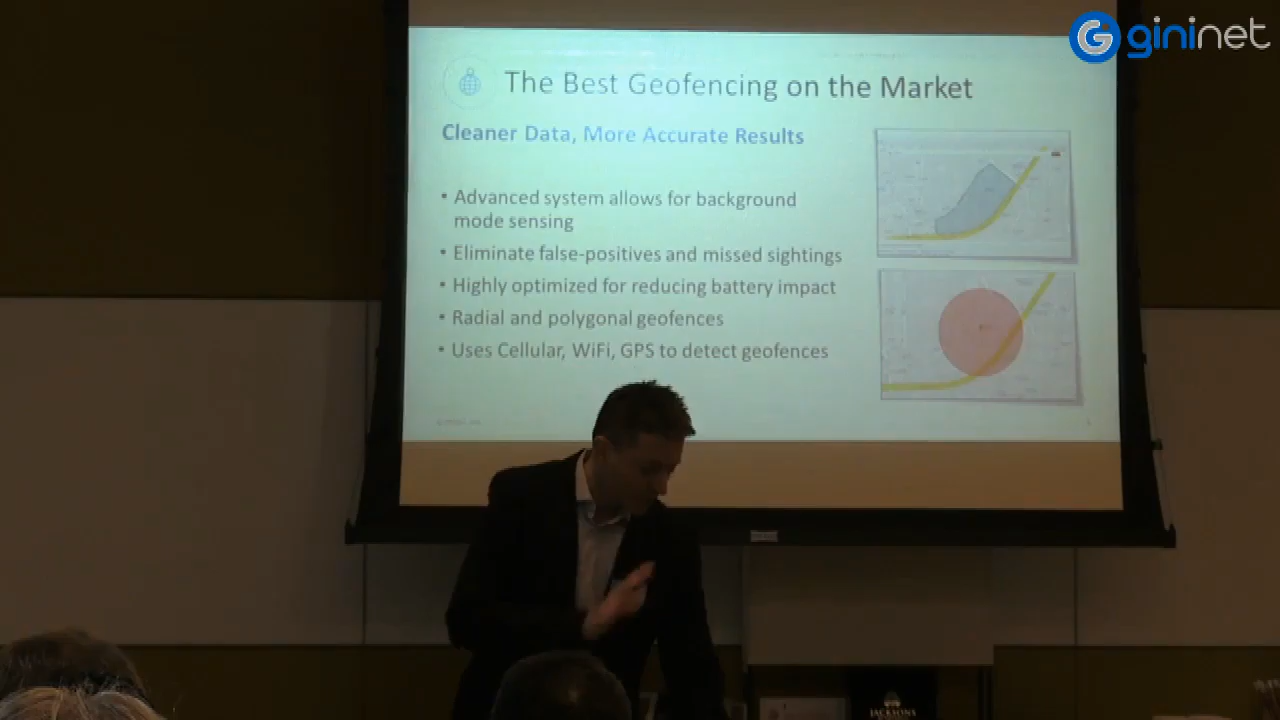 gininet
The Best Geofencing on the Market
Cleaner Data, More Accurate Results
• Advanced system allows for background
mode sensing
• Eliminate false-positives and missed sightings
• Highly optimized for reducing battery impact
• Radial and polygonal geofences
• Uses Cellular, WiFi, GPS to detect geofences
JACKSONS